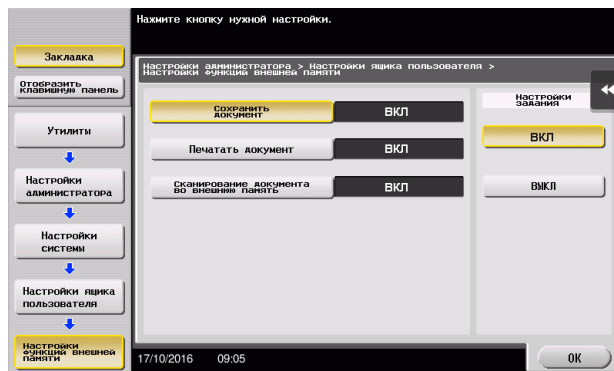 Нажмите кнопку нужной настройки.
Закладка
Отобразить
клавишную панель
Настройки администратора > Настройки ящика пользователя >
Настройки функций внешней памяти
Сохранить
документ
ВКЛ
Настройки
задания
ВКЛ
Утилиты
Печатать документ
ВКЛ
Настройки
администратора
Сканирование документа
во внешнюю память
ВКЛ
ВЫКЛ
Настройки
системы
Настройки ящика
пользователя
Настройки
функций внешней
памяти
17/10/2016 09:05
OK